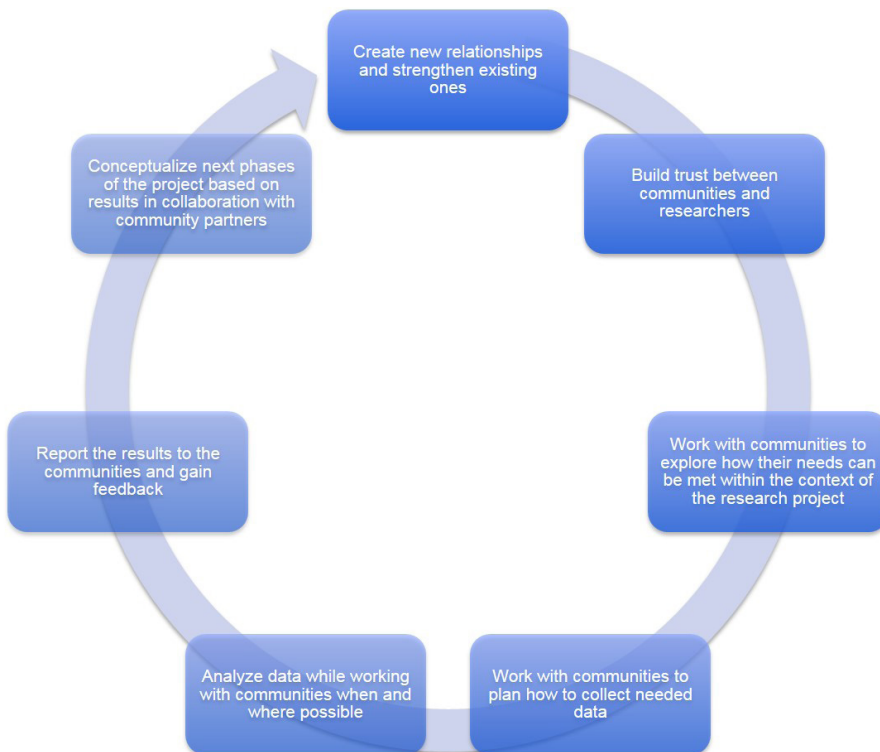 Create new relationships
and strengthen existing
ones
Build trust between
communities and
researchers
Work with communities to
explore how their needs can
be met within the context of
the research project
Work with communities to
plan how to collect needed
data
Analyze data while working
with communities when and
where possible
Report the results to the
communities and gain
feedback
Conceptualize next phases
of the project based on
results in collaboration with
community partners